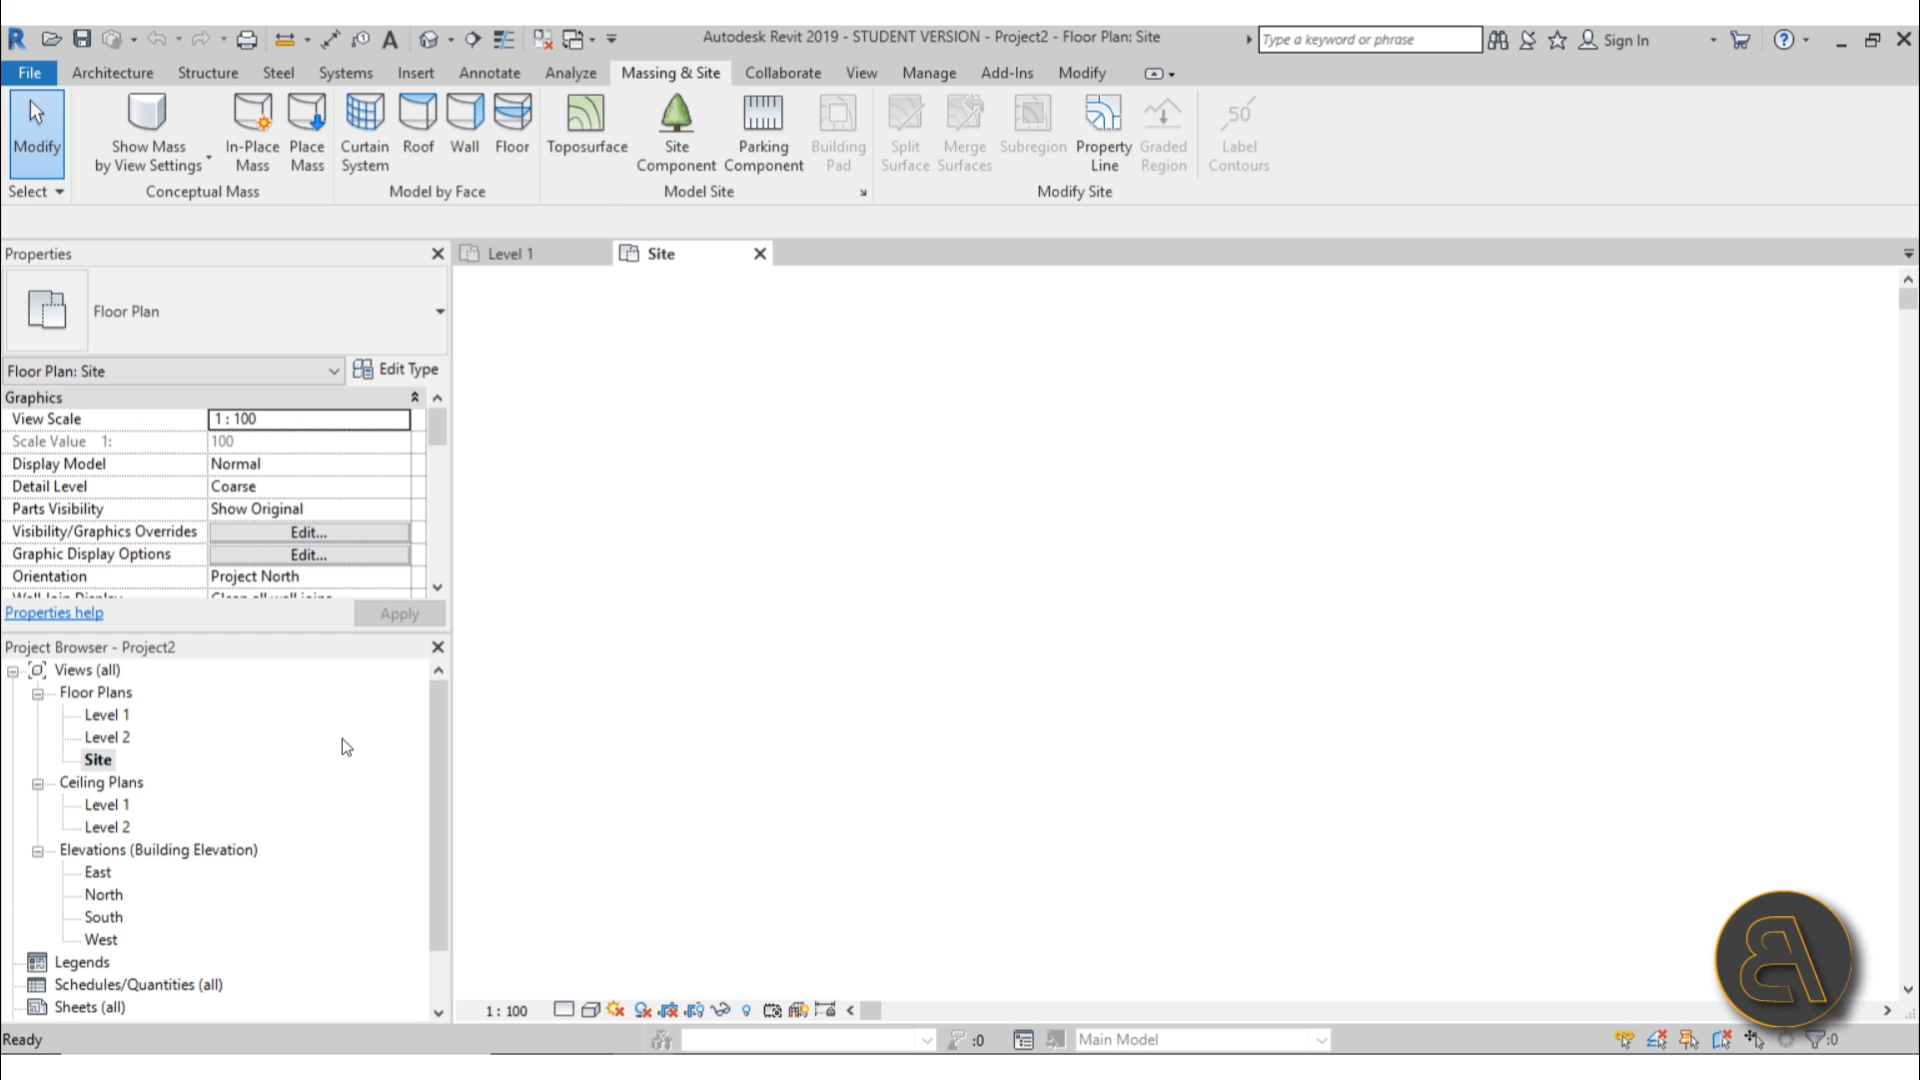 Autodesk Revit 2019 - STUDENT VERSION - Project2 - Floor Plan: Site
Type a keyword or phrase
Sign In
File Architecture Structure Steel Systems Insert Annotate Analyze Massing & Site Collaborate View Manage Add-Ins Modify
Modify
Show Mass by View Settings
In-Place Mass
Place Mass
Curtain System
Roof
Wall
Floor
Toposurface
Site Component
Parking Component
Building Pad
Split Surface
Merge Surfaces
Subregion
Property Line
Graded Region
50
Label Contours
Select Conceptual Mass Model by Face Model Site Modify Site
Properties
Level 1
Site
Floor Plan
Floor Plan: Site
Edit Type
Graphics
View Scale 1 : 100
Scale Value 1: 100
Display Model Normal
Detail Level Coarse
Parts Visibility Show Original
Visibility/Graphics Overrides Edit...
Graphic Display Options Edit...
Orientation Project North
Properties help
Apply
Project Browser - Project2
Views (all)
Floor Plans
Level 1
Level 2
Site
Ceiling Plans
Level 1
Level 2
Elevations (Building Elevation)
East
North
South
West
Legends
Schedules/Quantities (all)
Sheets (all)
1 : 100
Ready
:0
Main Model
:0